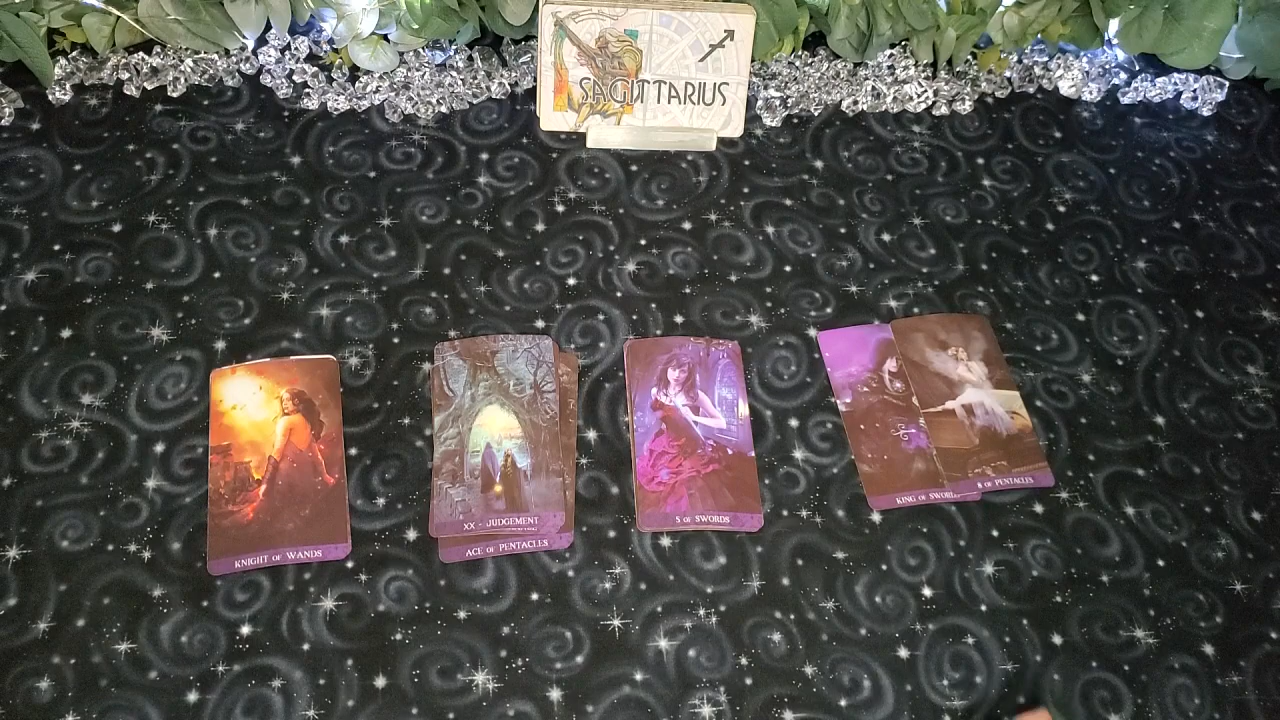 SAGITTARIUS
KNIGHT OF WANDS
XX - JUDGEMENT
ACE OF PENTACLES
5 OF SWORDS
KING OF SWORDS
8 OF PENTACLES